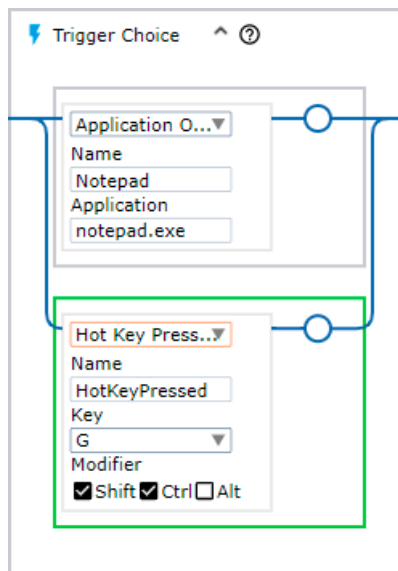 Trigger Choice
Application O...
Name
Notepad
Application
notepad.exe
Hot Key Press...
Name
HotKeyPressed
Key
G
Modifier
Shift Ctrl Alt